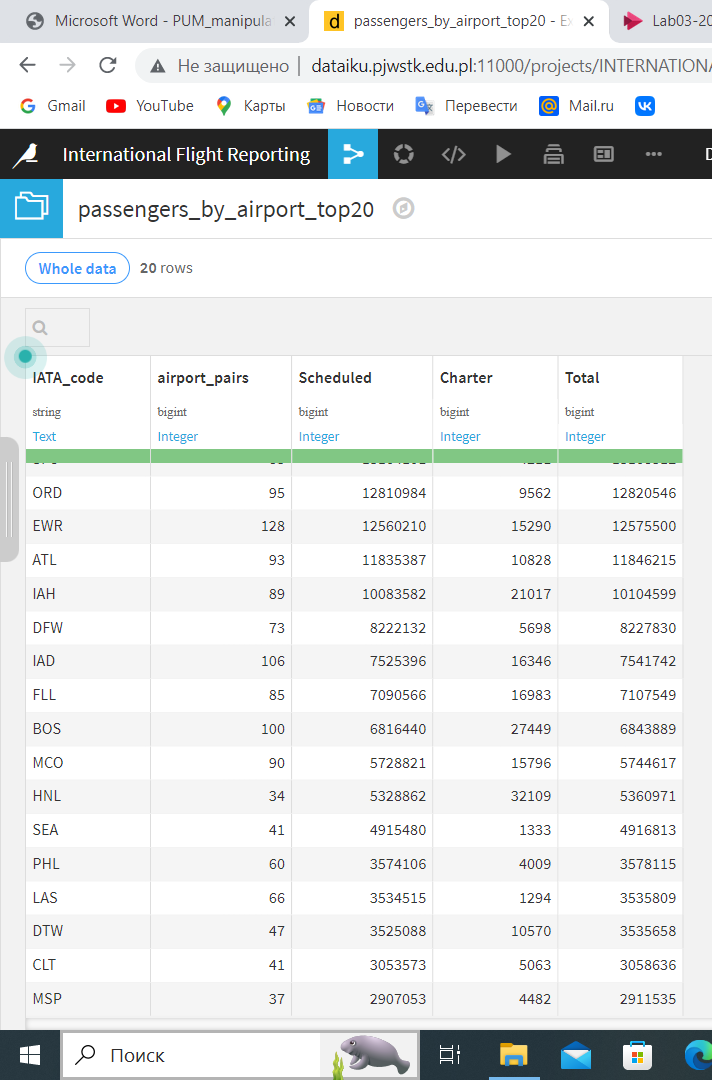 Microsoft Word - PUM_manipula passengers_by_airport_top20 - Ex Lab03-20
Не защищено dataiku.pjwstk.edu.pl:11000/projects/INTERNATIONA
Gmail YouTube Карты Новости Перевести Mail.ru
International Flight Reporting D
passengers_by_airport_top20
Whole data 20 rows
IATA_code airport_pairs Scheduled Charter Total
string bigint bigint bigint bigint
Text Integer Integer Integer Integer
ORD 95 12810984 9562 12820546
EWR 128 12560210 15290 12575500
ATL 93 11835387 10828 11846215
IAH 89 10083582 21017 10104599
DFW 73 8222132 5698 8227830
IAD 106 7525396 16346 7541742
FLL 85 7090566 16983 7107549
BOS 100 6816440 27449 6843889
MCO 90 5728821 15796 5744617
HNL 34 5328862 32109 5360971
SEA 41 4915480 1333 4916813
PHL 60 3574106 4009 3578115
LAS 66 3534515 1294 3535809
DTW 47 3525088 10570 3535658
CLT 41 3053573 5063 3058636
MSP 37 2907053 4482 2911535
Поиск